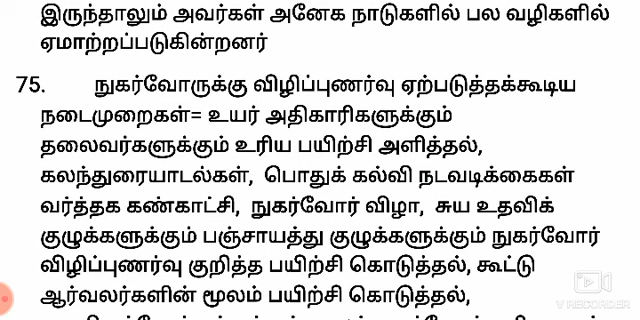 இருந்தாலும் அவர்கள் அனேக நாடுகளில் பல வழிகளில்
ஏமாற்றப்படுகின்றனர்
75. நுகர்வோருக்கு விழிப்புணர்வு ஏற்படுத்தக்கூடிய
நடைமுறைகள்= உயர் அதிகாரிகளுக்கும்
தலைவர்களுக்கும் உரிய பயிற்சி அளித்தல்,
கலந்துரையாடல்கள், பொதுக் கல்வி நடவடிக்கைகள்
வர்த்தக கண்காட்சி, நுகர்வோர் விழா, சுய உதவிக்
குழுக்களுக்கும் பஞ்சாயத்து குழுக்களுக்கும் நுகர்வோர்
விழிப்புணர்வு குறித்த பயிற்சி கொடுத்தல், கூட்டு
ஆர்வலர்களின் மூலம் பயிற்சி கொடுத்தல்,
V RECORDER